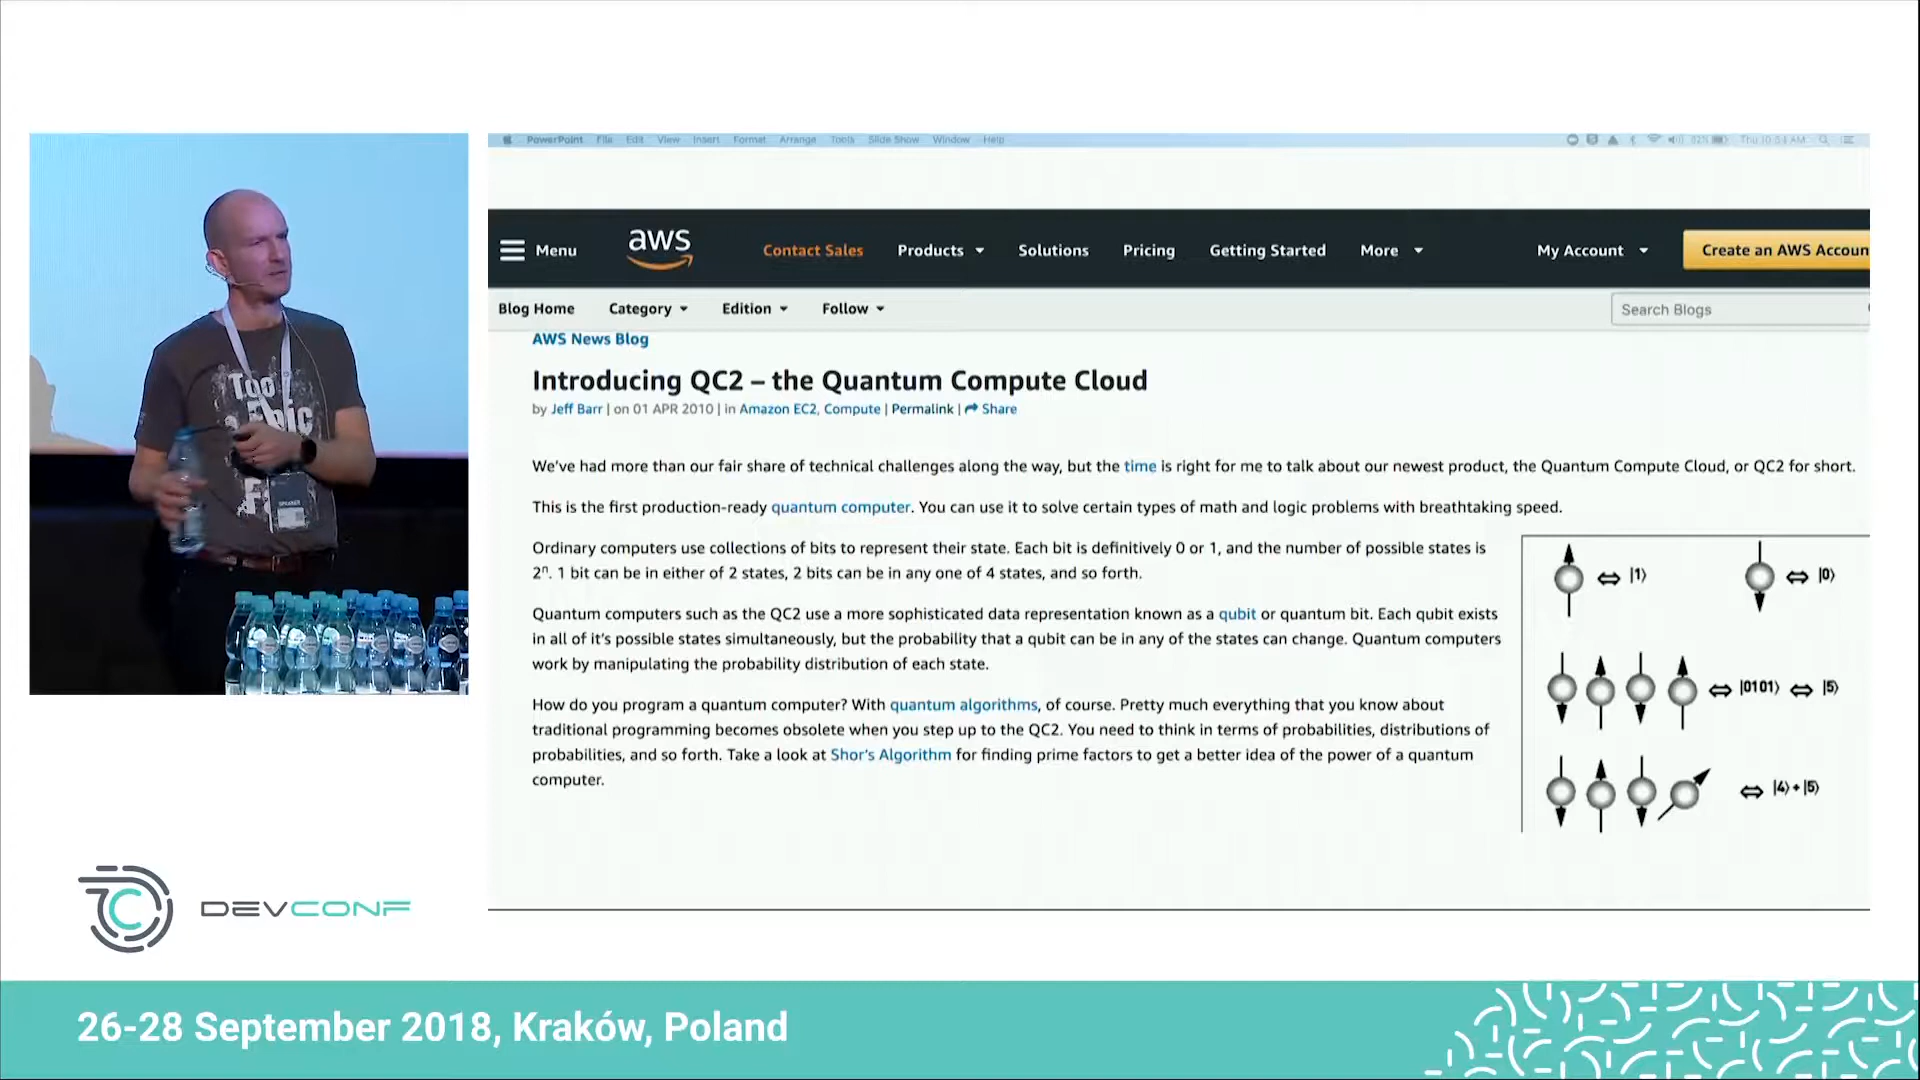 PowerPoint File Edit View Insert Format Arrange Tools Slide Show Window Help
Menu
aws
Contact Sales
Products
Solutions
Pricing
Getting Started
More
My Account
Create an AWS Accoun
Blog Home
Category
Edition
Follow
Search Blogs
AWS News Blog
Introducing QC2 – the Quantum Compute Cloud
by Jeff Barr | on 01 APR 2010 | in Amazon EC2, Compute | Permalink | Share
We've had more than our fair share of technical challenges along the way, but the time is right for me to talk about our newest product, the Quantum Compute Cloud, or QC2 for short.
This is the first production-ready quantum computer. You can use it to solve certain types of math and logic problems with breathtaking speed.
Ordinary computers use collections of bits to represent their state. Each bit is definitively 0 or 1, and the number of possible states is
2ⁿ. 1 bit can be in either of 2 states, 2 bits can be in any one of 4 states, and so forth.
Quantum computers such as the QC2 use a more sophisticated data representation known as a qubit or quantum bit. Each qubit exists
in all of it's possible states simultaneously, but the probability that a qubit can be in any of the states can change. Quantum computers
work by manipulating the probability distribution of each state.
How do you program a quantum computer? With quantum algorithms, of course. Pretty much everything that you know about
traditional programming becomes obsolete when you step up to the QC2. You need to think in terms of probabilities, distributions of
probabilities, and so forth. Take a look at Shor's Algorithm for finding prime factors to get a better idea of the power of a quantum
computer.
⇔ |1⟩
⇔ |0⟩
⇔ |0101⟩ ⇔ |5⟩
⇔ |4⟩+|5⟩
Too
SPEAKER
C
DEVCONF
26-28 September 2018, Kraków, Poland